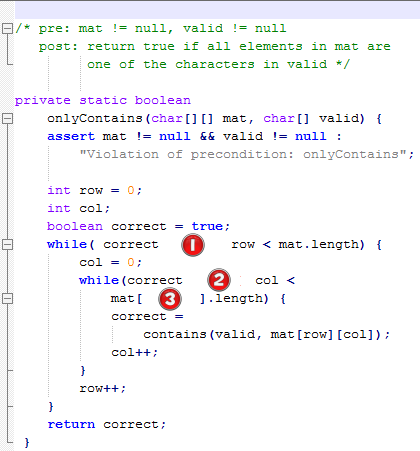 /* pre: mat != null, valid != null
post: return true if all elements in mat are
one of the characters in valid */
private static boolean
onlyContains(char[][] mat, char[] valid) {
assert mat != null && valid != null :
"Violation of precondition: onlyContains";
int row = 0;
int col;
boolean correct = true;
while( correct 1 row < mat.length) {
col = 0;
while(correct 2 col <
mat[ 3 ].length) {
correct =
contains(valid, mat[row][col]);
col++;
}
row++;
}
return correct;
}